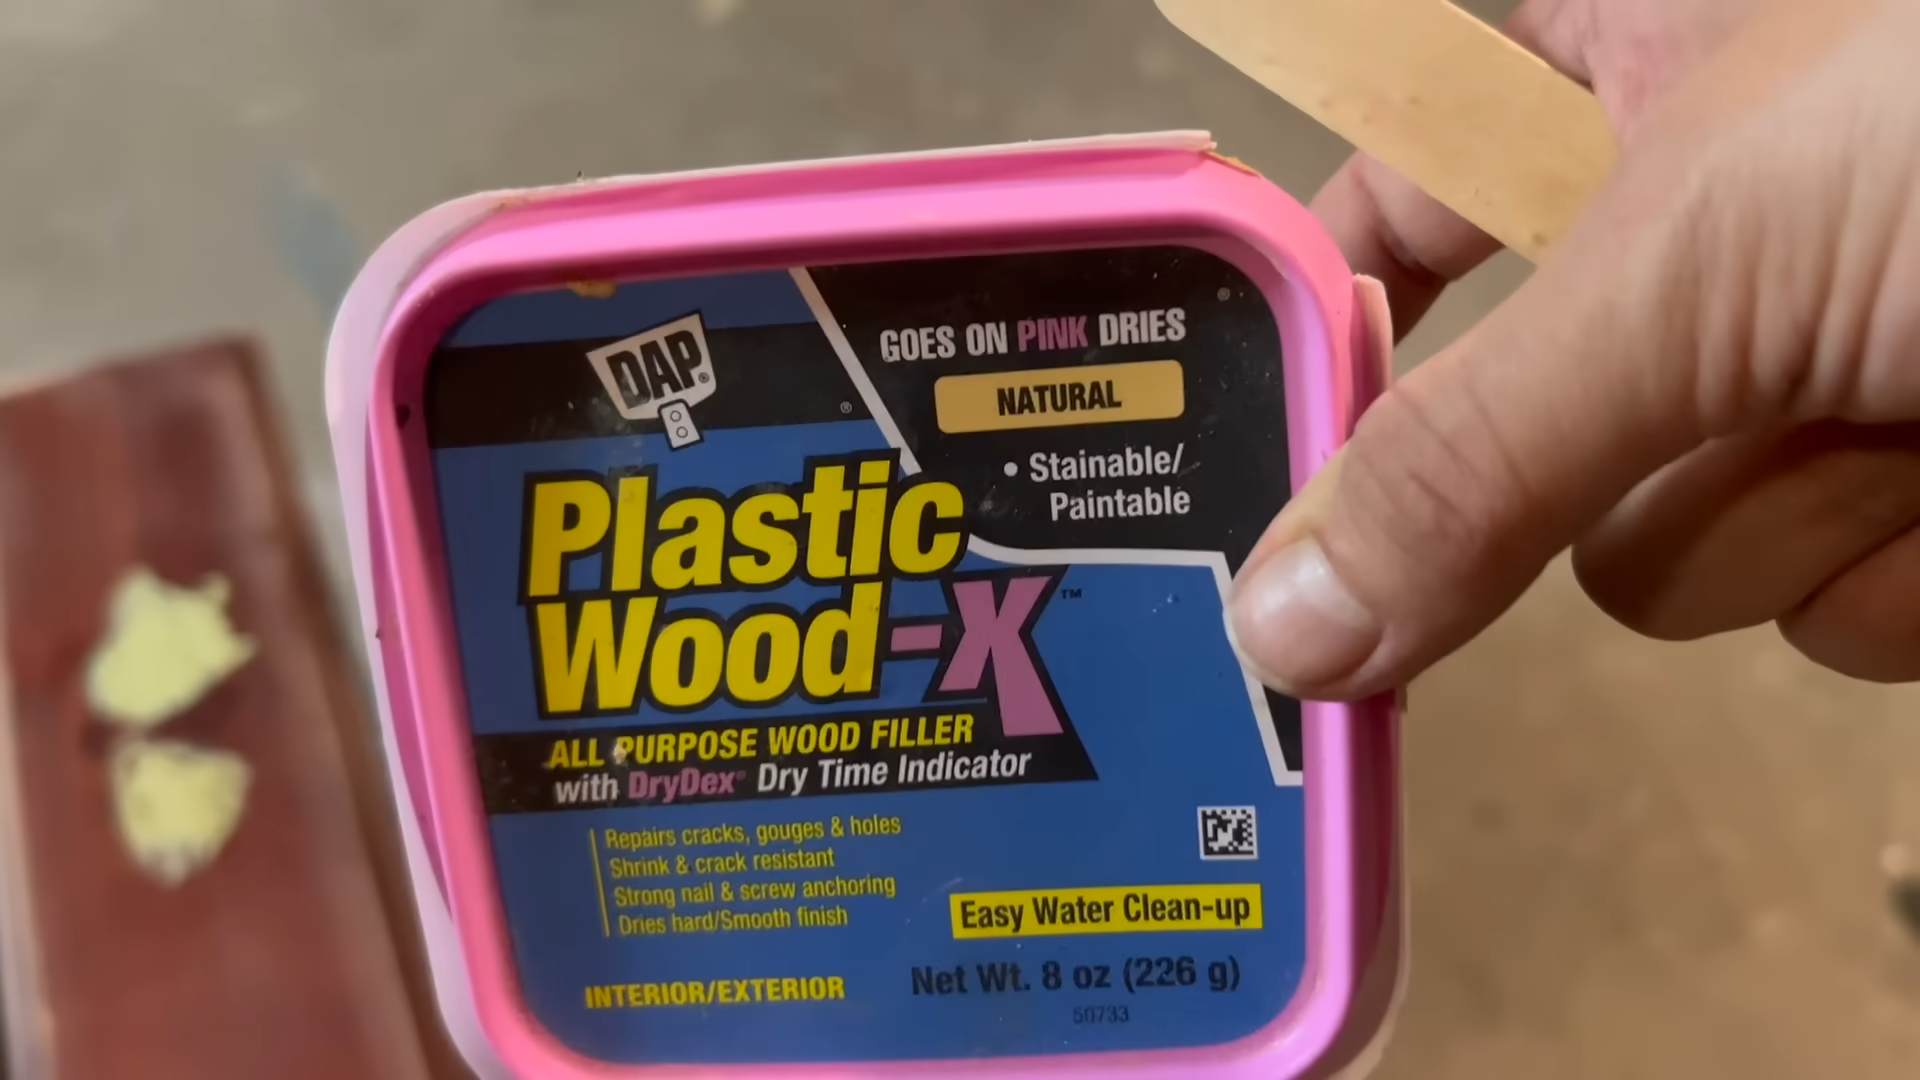 DAP®
GOES ON PINK DRIES
NATURAL
• Stainable/
Paintable
Plastic
Wood-X™
ALL PURPOSE WOOD FILLER
with DryDex® Dry Time Indicator
Repairs cracks, gouges & holes
Shrink & crack resistant
Strong nail & screw anchoring
Dries hard/Smooth finish
Easy Water Clean-up
INTERIOR/EXTERIOR
Net Wt. 8 oz (226 g)
50733